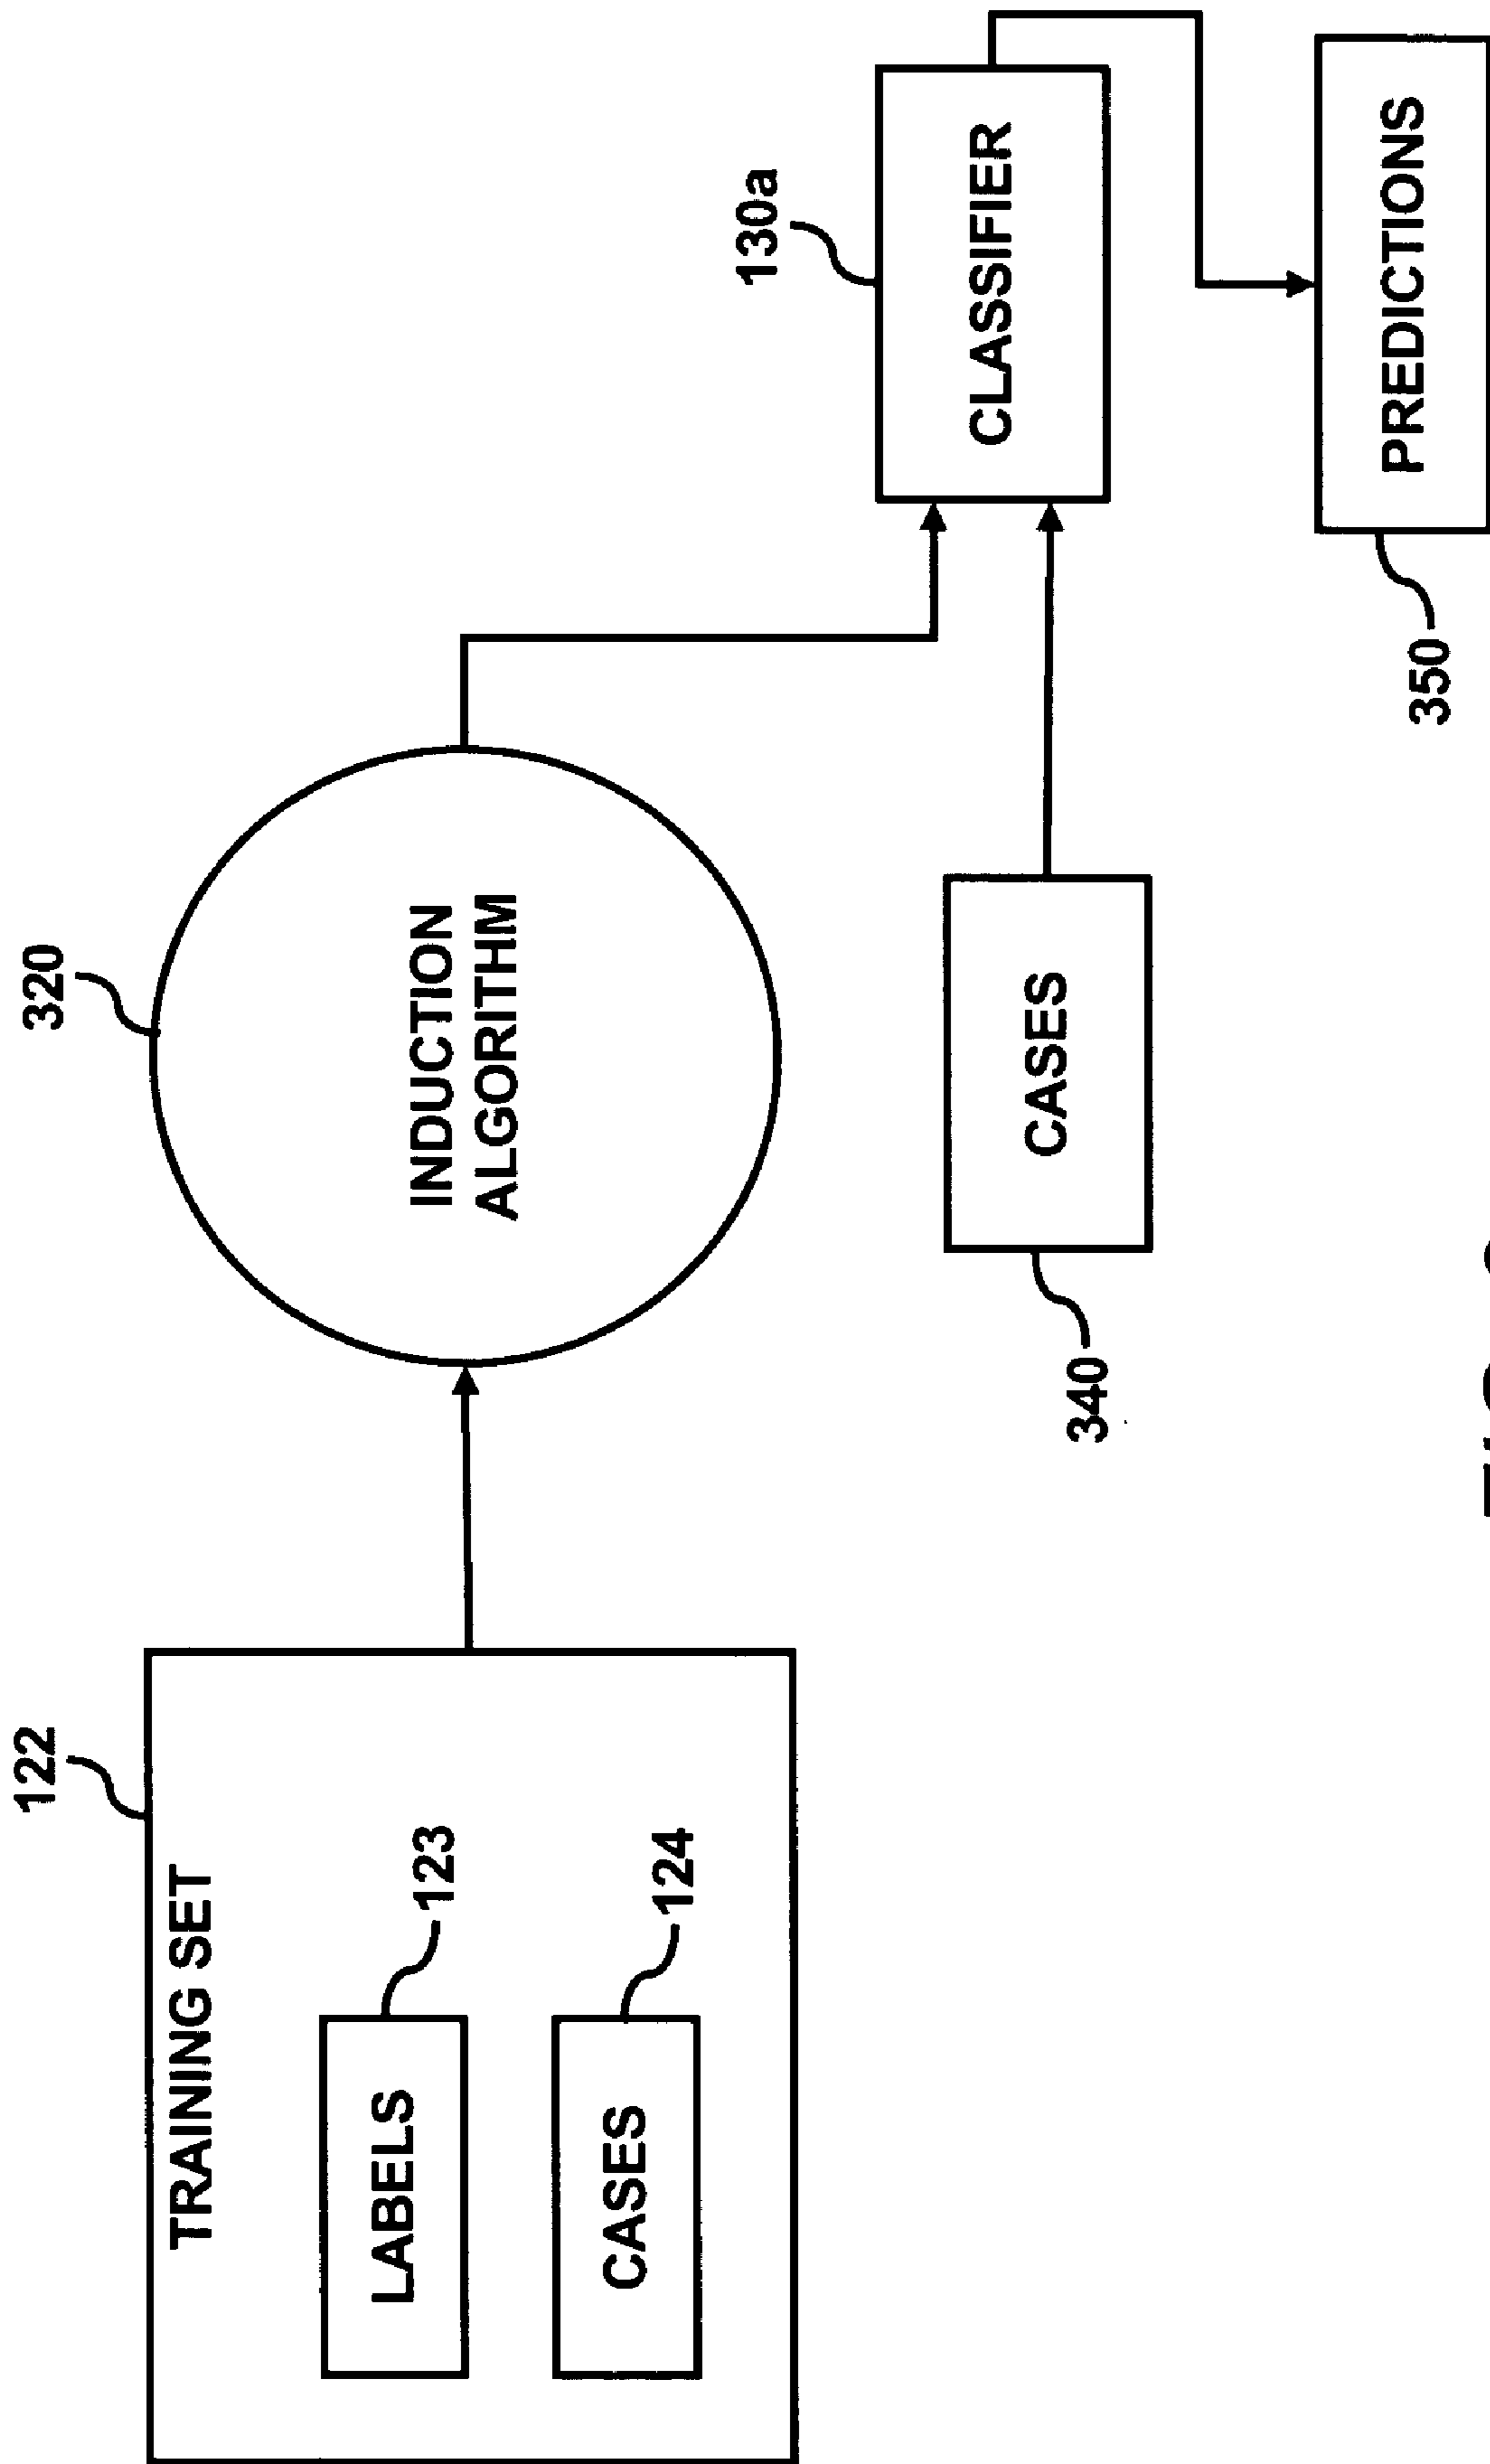 122
320
TRAINING SET
LABELS
123
CASES
124
INDUCTION
ALGORITHM
130a
CLASSIFIER
CASES
340
PREDICTIONS
350